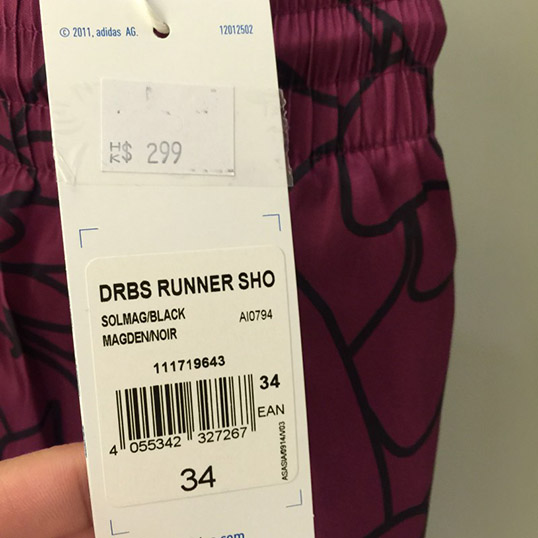 © 2011. adidas AG. 12012502
HK$ 299
DRBS RUNNER SHO
SOLMAG/BLACK AI0794
MAGDEN/NOIR
111719643
34
EAN
4 055342 327267
34